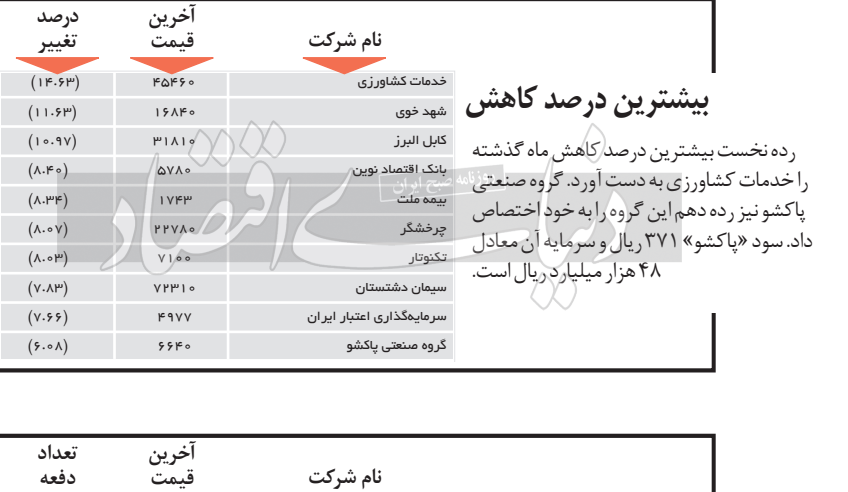 بیشترین درصد کاهش
رده نخست بیشترین درصد کاهش ماه گذشته
را خدمات کشاورزی به دست آورد. گروه صنعتی
پاکشو نیز رده دهم این گروه را به خود اختصاص
داد. سود «پاکشو» ۳۷۱ ریال و سرمایه آن معادل
۴۸ هزار میلیارد ریال است.
نام شرکت آخرین قیمت درصد تغییر
خدمات کشاورزی ۴۵۴۶۰ (۱۴.۶۳)
شهد خوی ۱۶۸۴۰ (۱۱.۶۳)
کابل البرز ۳۱۸۱۰ (۱۰.۹۷)
بانک اقتصاد نوین ۵۷۸۰ (۸.۴۰)
بیمه ملت ۱۷۴۳ (۸.۳۴)
چرخشگر ۲۲۷۸۰ (۸.۰۷)
تکنوتار ۷۱۰۰ (۸.۰۳)
سیمان دشتستان ۷۲۳۱۰ (۷.۸۳)
سرمایه‌گذاری اعتبار ایران ۴۹۷۷ (۷.۶۶)
گروه صنعتی پاکشو ۶۶۴۰ (۶.۰۸)
روزنامه صبح ایران
دنیای اقتصاد
نام شرکت آخرین قیمت تعداد دفعه